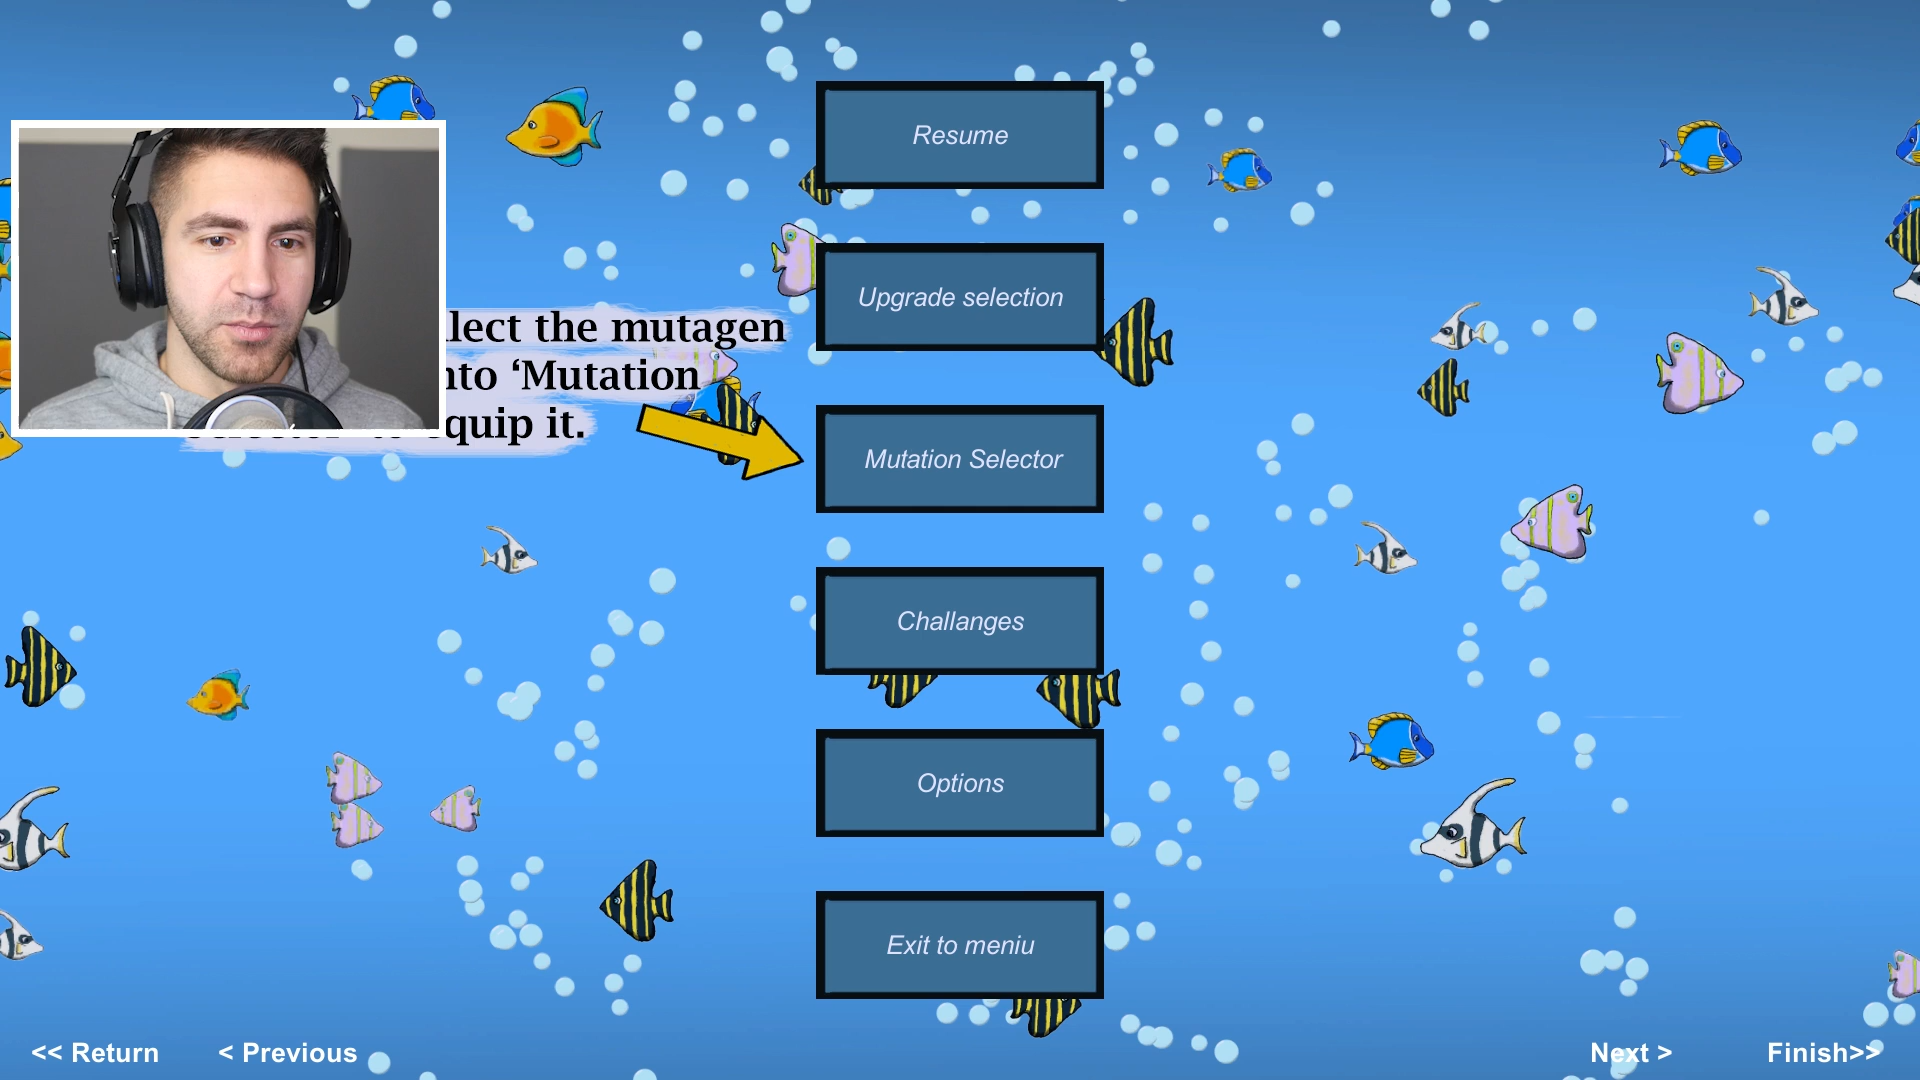 Resume
Upgrade selection
lect the mutagen
nto ‘Mutation
quip it.
Mutation Selector
Challanges
Options
Exit to meniu
<< Return
< Previous
Next >
Finish>>